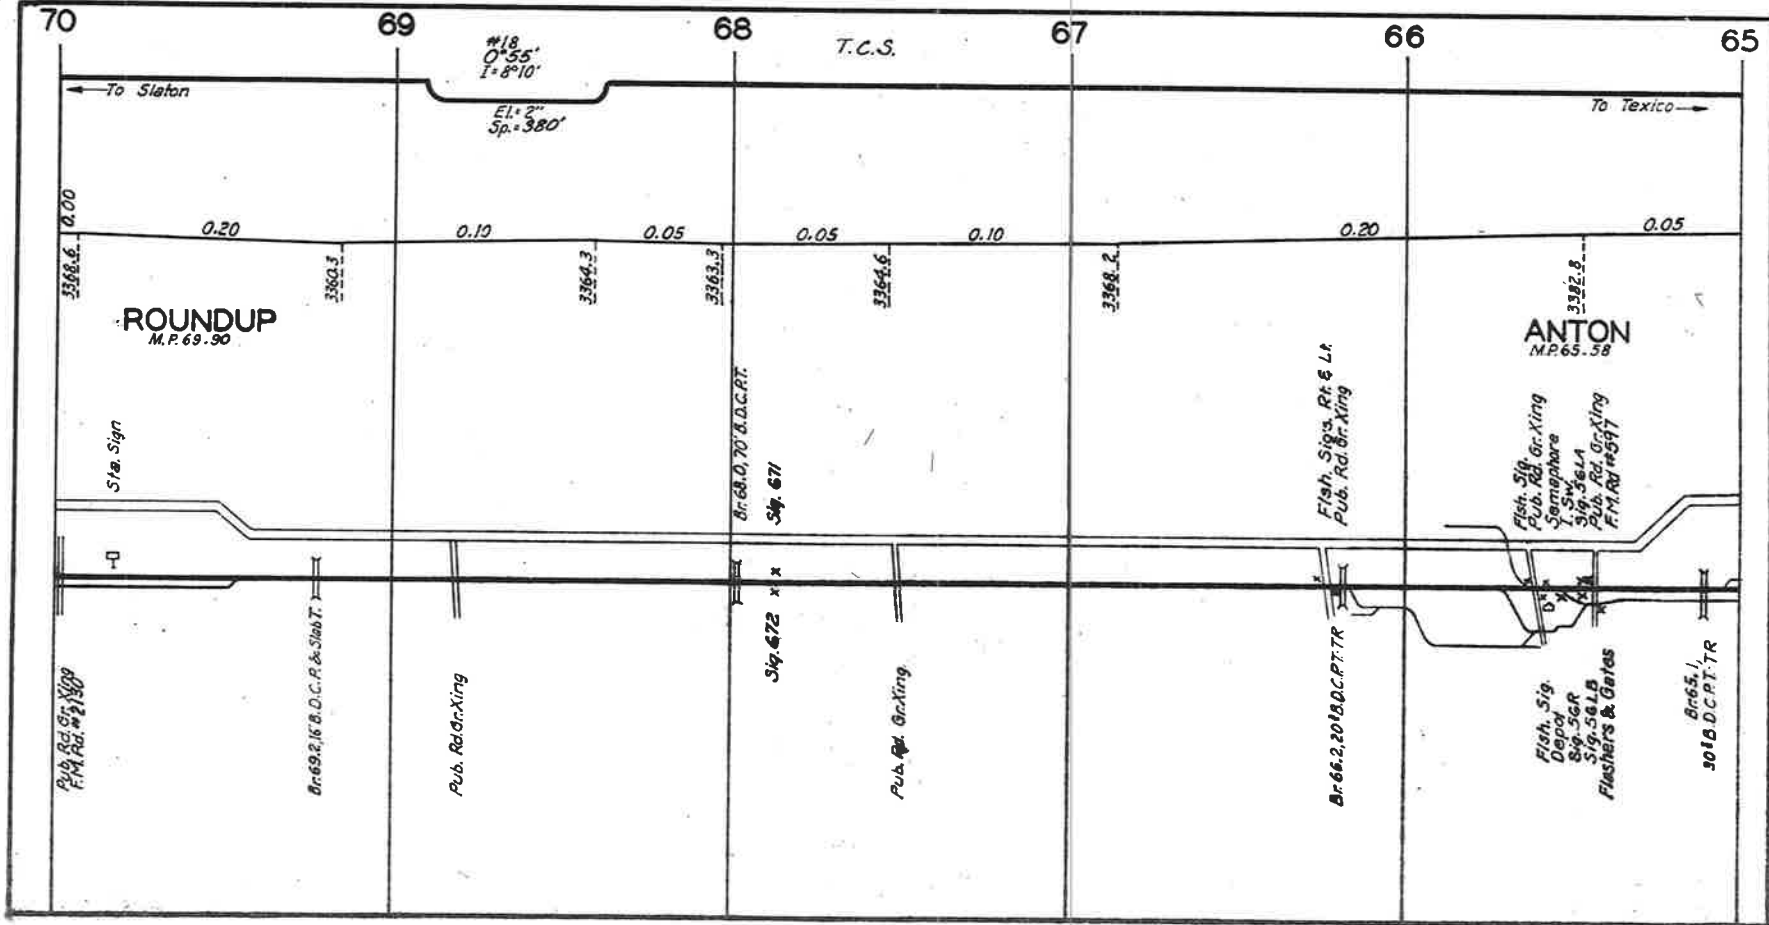 70
69
68
67
66
65
#18
0°55'
I=8°10'
T.C.S.
To Slaton
El.=2"
Sp.=380'
To Texico
0.00
0.20
0.10
0.05
0.05
0.10
0.20
0.05
3368.6
3360.3
3364.3
3363.3
3364.6
3368.2
3382.8
ROUNDUP
M.P. 69.90
ANTON
M.P. 65.58
Sta. Sign
Br. 68.0, 70' B.D.C.P.T.
Sig. 671
Flsh. Sigs. Rt. & Lt.
Pub. Rd. Gr. Xing
Flsh. Sig.
Pub. Rd. Gr. Xing
Semaphore
I. Sw.
Sig. 56LA
Pub. Rd. Gr. Xing
F.M. Rd #597
D
Pub. Rd. Gr. Xing
F.M. Rd. #2130
Br. 69.2, 16' B.D.C.P. & Slab T.
Pub. Rd. Gr. Xing
Sig. 672
Pub. Rd. Gr. Xing
Br. 66.2, 20' B.D.C.P.T. TR
Flsh. Sig.
Depot
Sig. 56R
Sig. 56LB
Flashers & Gates
Br. 65.1,
30' B.D.C.P.T. TR